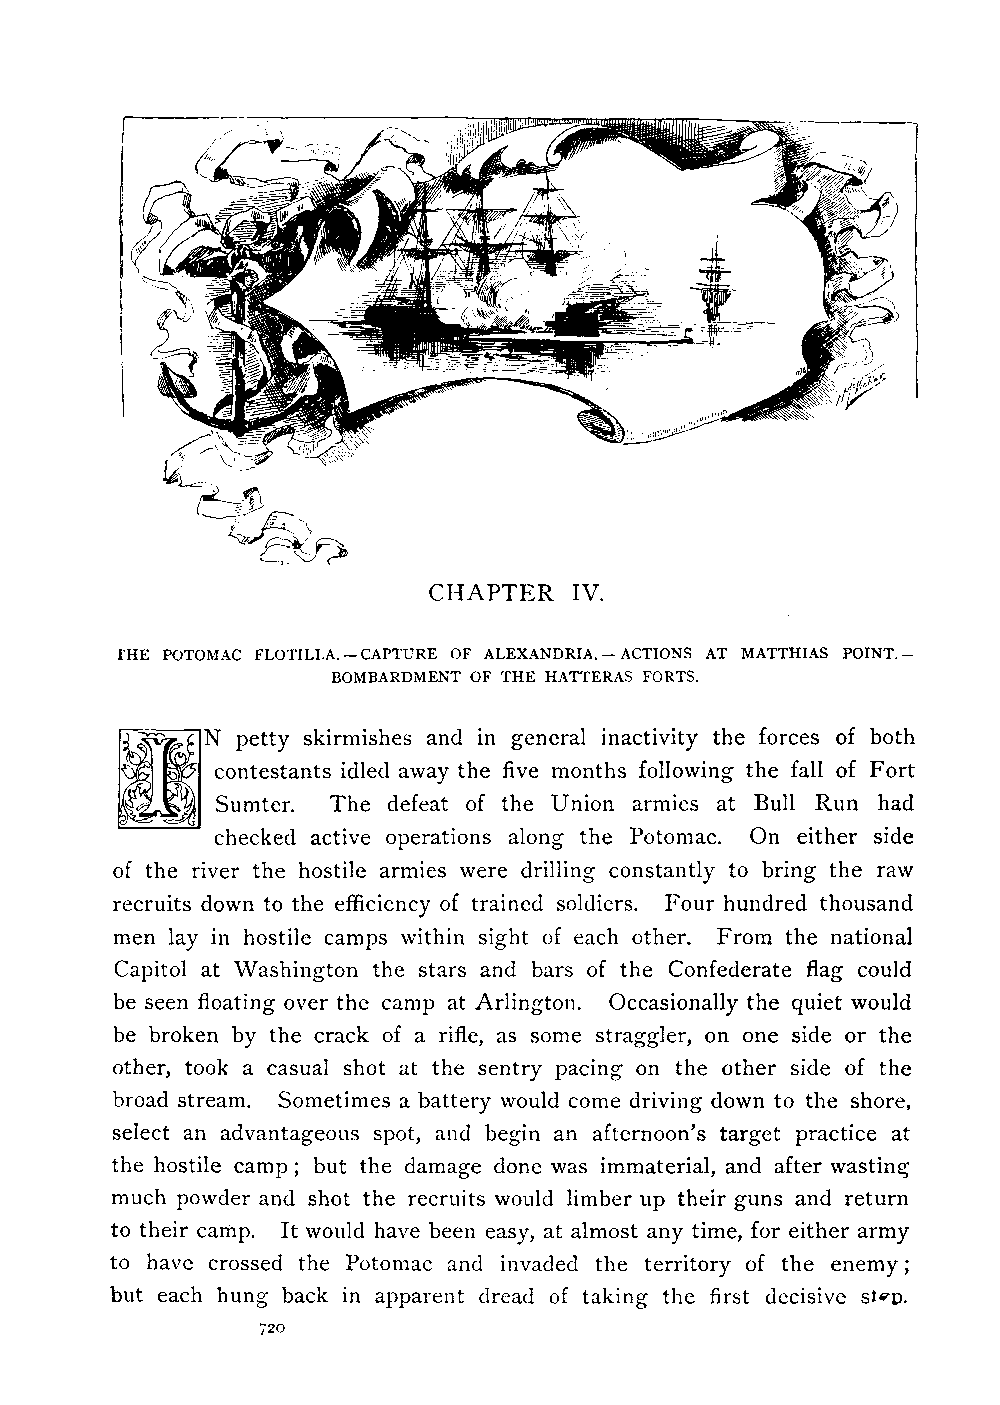 CHAPTER IV.
THE POTOMAC FLOTILLA.—CAPTURE OF ALEXANDRIA.—ACTIONS AT MATTHIAS POINT.—
BOMBARDMENT OF THE HATTERAS FORTS.
IN petty skirmishes and in general inactivity the forces of both
contestants idled away the five months following the fall of Fort
Sumter. The defeat of the Union armies at Bull Run had
checked active operations along the Potomac. On either side
of the river the hostile armies were drilling constantly to bring the raw
recruits down to the efficiency of trained soldiers. Four hundred thousand
men lay in hostile camps within sight of each other. From the national
Capitol at Washington the stars and bars of the Confederate flag could
be seen floating over the camp at Arlington. Occasionally the quiet would
be broken by the crack of a rifle, as some straggler, on one side or the
other, took a casual shot at the sentry pacing on the other side of the
broad stream. Sometimes a battery would come driving down to the shore,
select an advantageous spot, and begin an afternoon's target practice at
the hostile camp; but the damage done was immaterial, and after wasting
much powder and shot the recruits would limber up their guns and return
to their camp. It would have been easy, at almost any time, for either army
to have crossed the Potomac and invaded the territory of the enemy;
but each hung back in apparent dread of taking the first decisive step.
720